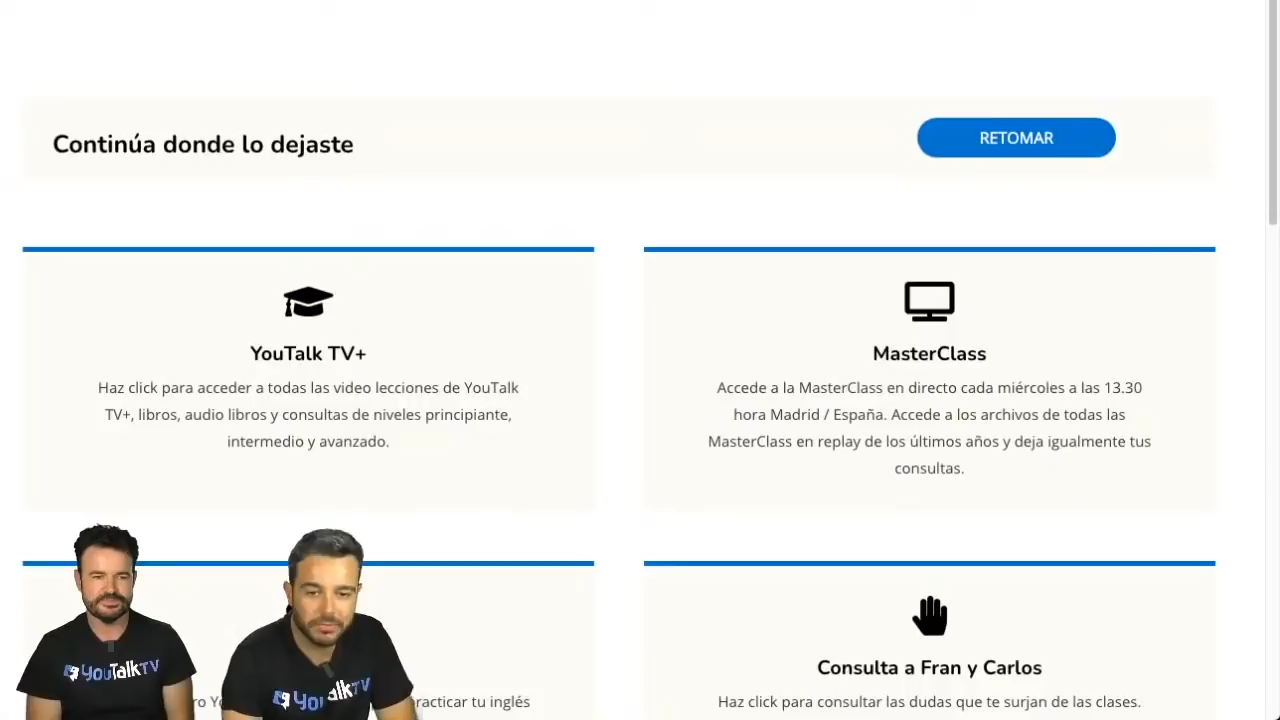 Continúa donde lo dejaste
RETOMAR
YouTalk TV+
Haz click para acceder a todas las video lecciones de YouTalk
TV+, libros, audio libros y consultas de niveles principiante,
intermedio y avanzado.
MasterClass
Accede a la MasterClass en directo cada miércoles a las 13.30
hora Madrid / España. Accede a los archivos de todas las
MasterClass en replay de los últimos años y deja igualmente tus
consultas.
Consulta a Fran y Carlos
tu inglés
Haz click para consultar las dudas que te surjan de las clases.
YouTalkTV
YouTalkTV